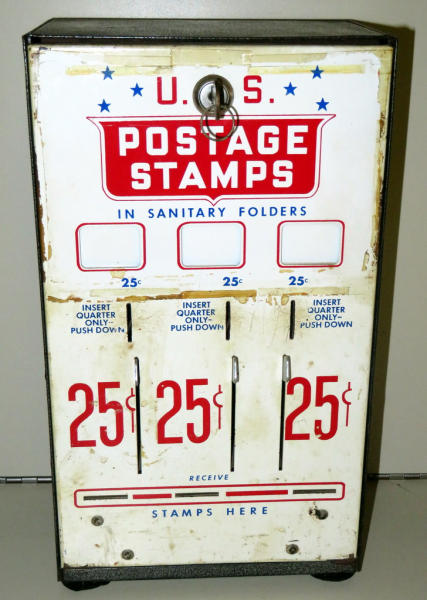 U. S.
POSTAGE
STAMPS
IN SANITARY FOLDERS
25¢ 25¢ 25¢
INSERT
QUARTER
ONLY-
PUSH DOWN
INSERT
QUARTER
ONLY-
PUSH DOWN
INSERT
QUARTER
ONLY-
PUSH DOWN
25¢ 25¢ 25¢
RECEIVE
STAMPS HERE